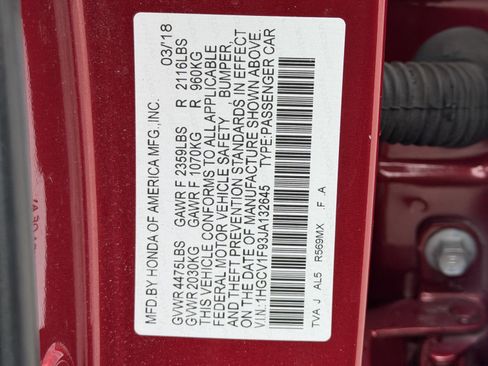 MFD.BY HONDA OF AMERICA MFG.,INC. 03/18
GVWR 4475LBS GAWR F 2359LBS R 2116LBS
GVWR 2030KG GAWR F 1070KG R 960KG
THIS VEHICLE CONFORMS TO ALL APPLICABLE
FEDERAL MOTOR VEHICLE SAFETY , BUMPER,
AND THEFT PREVENTION STANDARDS IN EFFECT
ON THE DATE OF MANUFACTURE SHOWN ABOVE.
V.I.N.:1HGCV1F93JA132645 TYPE:PASSENGER CAR
TVA J AL5 R569MX .F .A